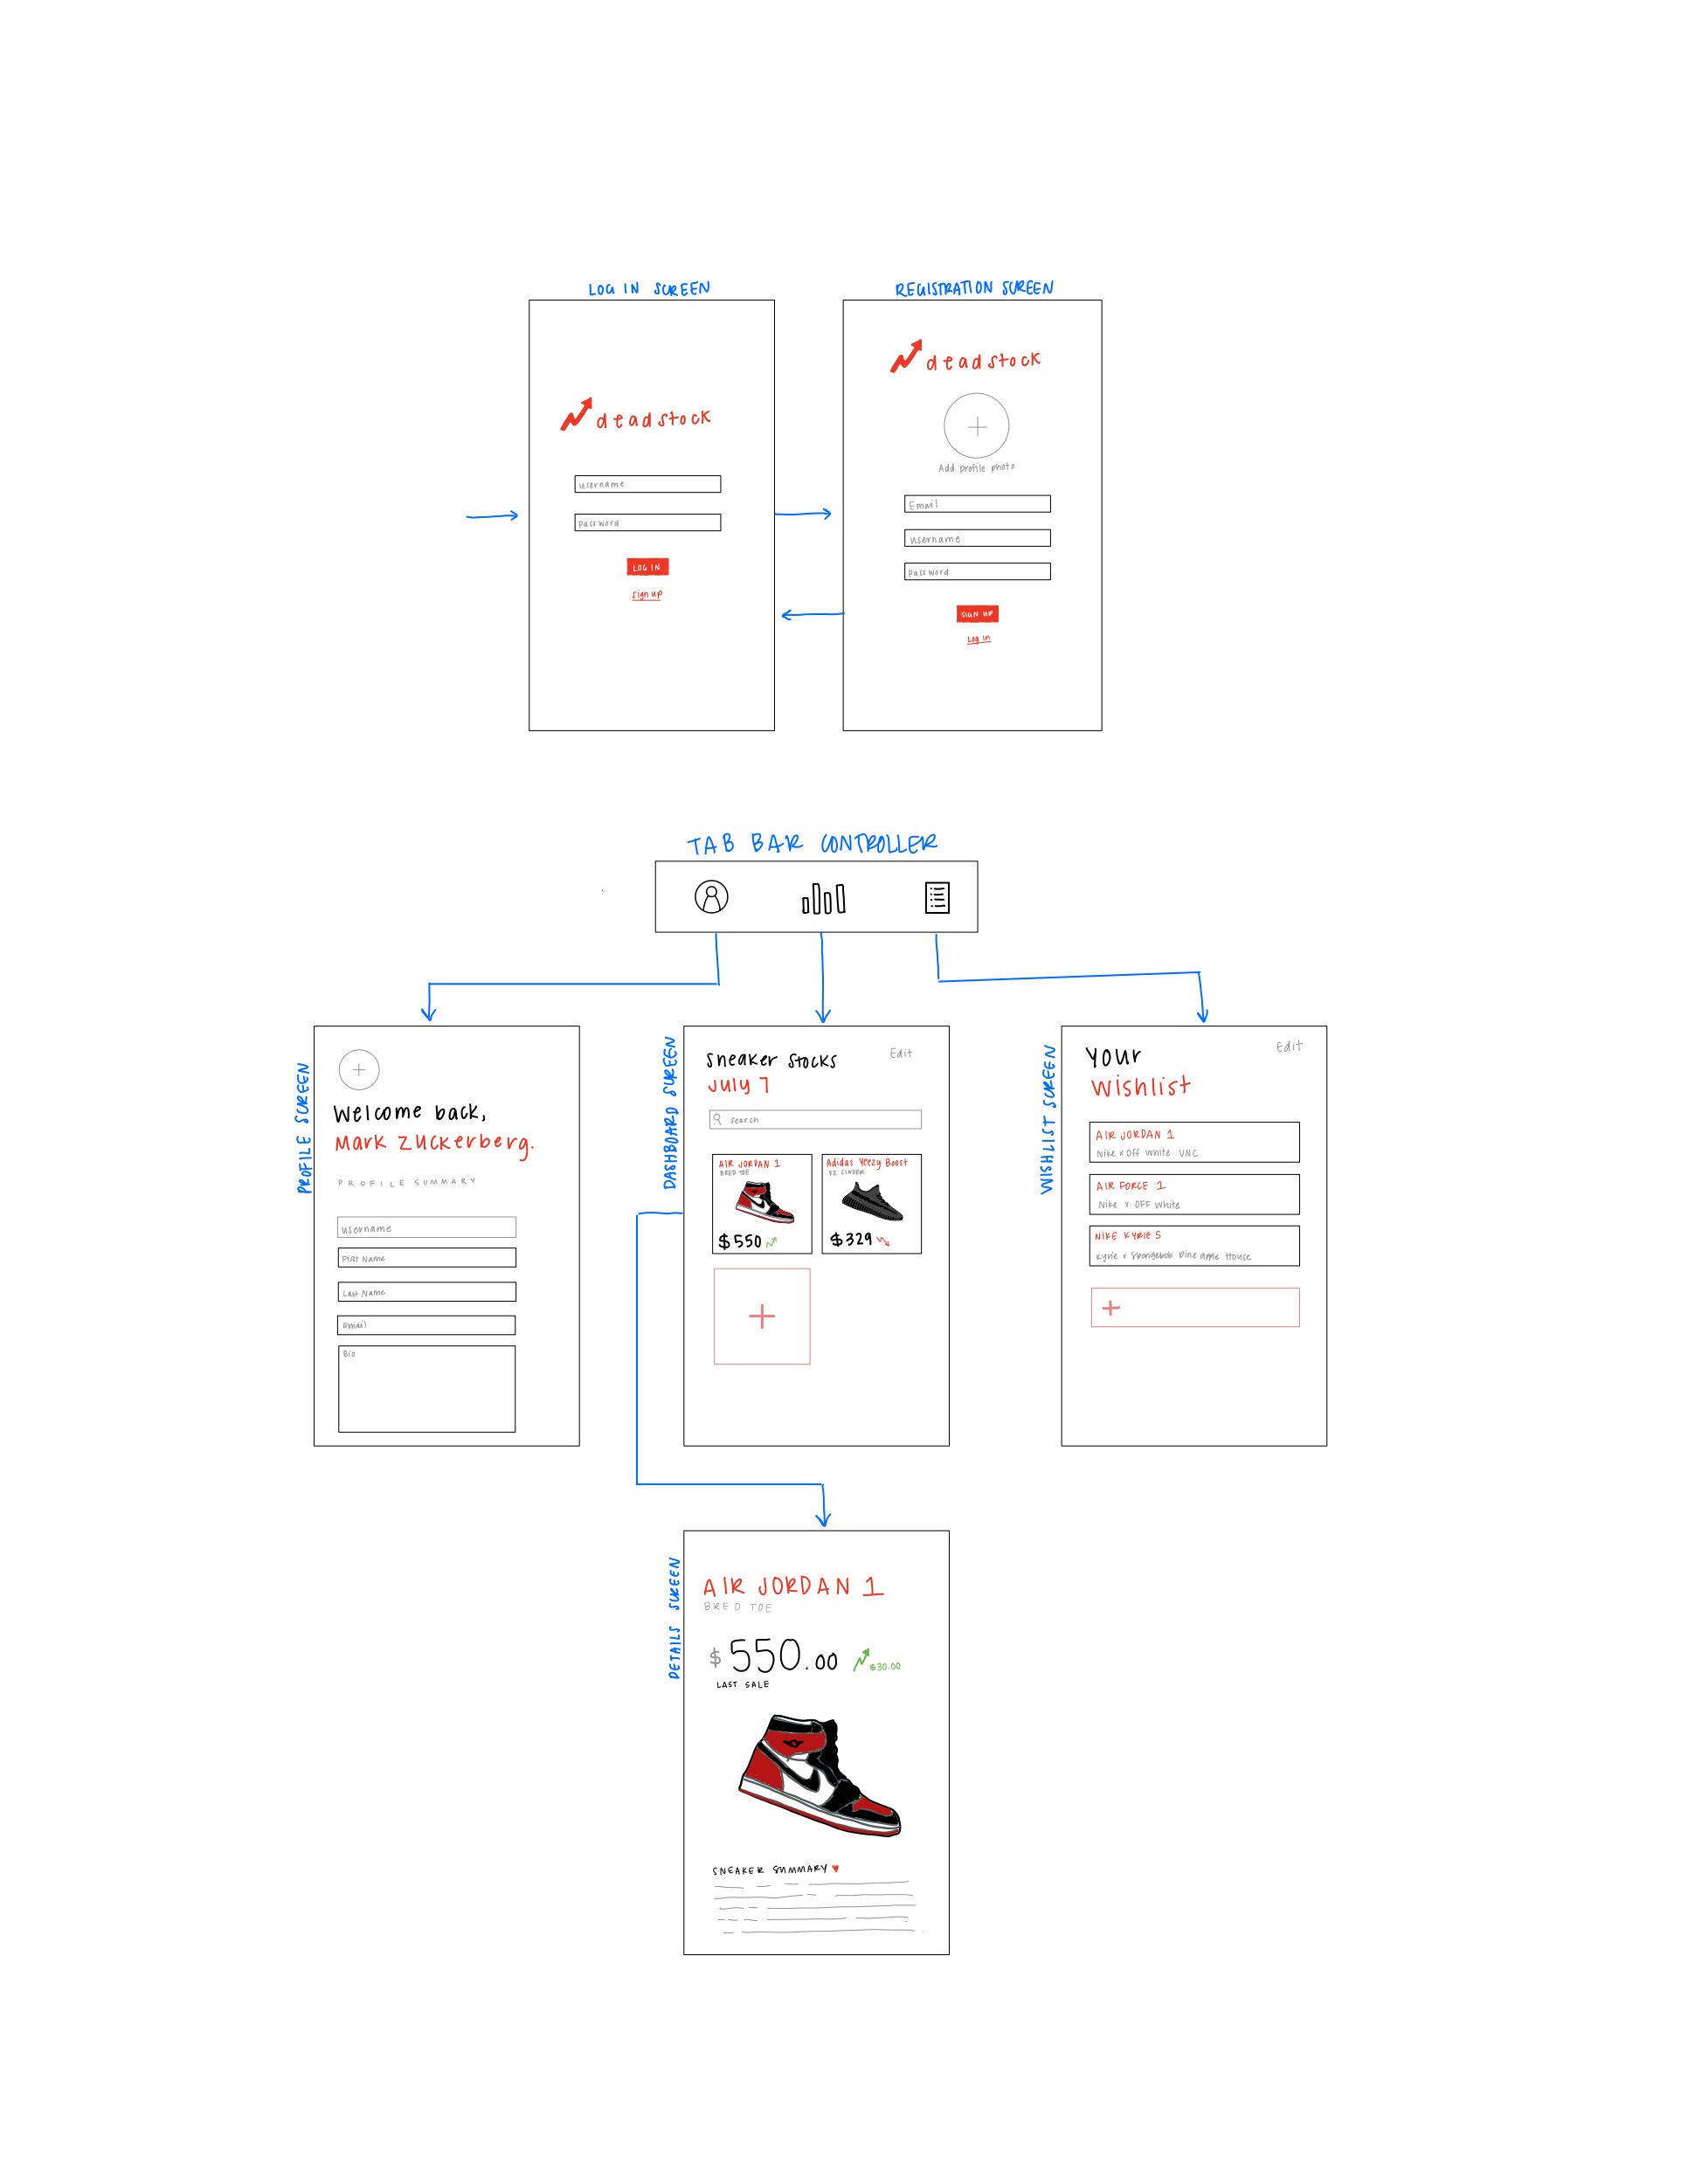 LOG IN SCREEN
deadstock
username
password
LOG IN
sign up
REGISTRATION SCREEN
deadstock
Add profile photo
Email
username
password
SIGN UP
Log in
TAB BAR CONTROLLER
PROFILE SCREEN
Welcome back,
Mark Zuckerberg.
PROFILE SUMMARY
username
First Name
Last Name
Email
Bio
DASHBOARD SCREEN
Sneaker Stocks
Edit
July 7
search
AIR JORDAN 1
BRED TOE
$550
Adidas Yeezy Boost
V2 CINDER
$329
WISHLIST SCREEN
Your
Edit
Wishlist
AIR JORDAN 1
Nike x Off White UNC
AIR FORCE 1
Nike x OFF White
NIKE KYRIE 5
Kyrie x Spongebob Pineapple House
DETAILS SCREEN
AIR JORDAN 1
BRED TOE
$550.00
$30.00
LAST SALE
SNEAKER SUMMARY